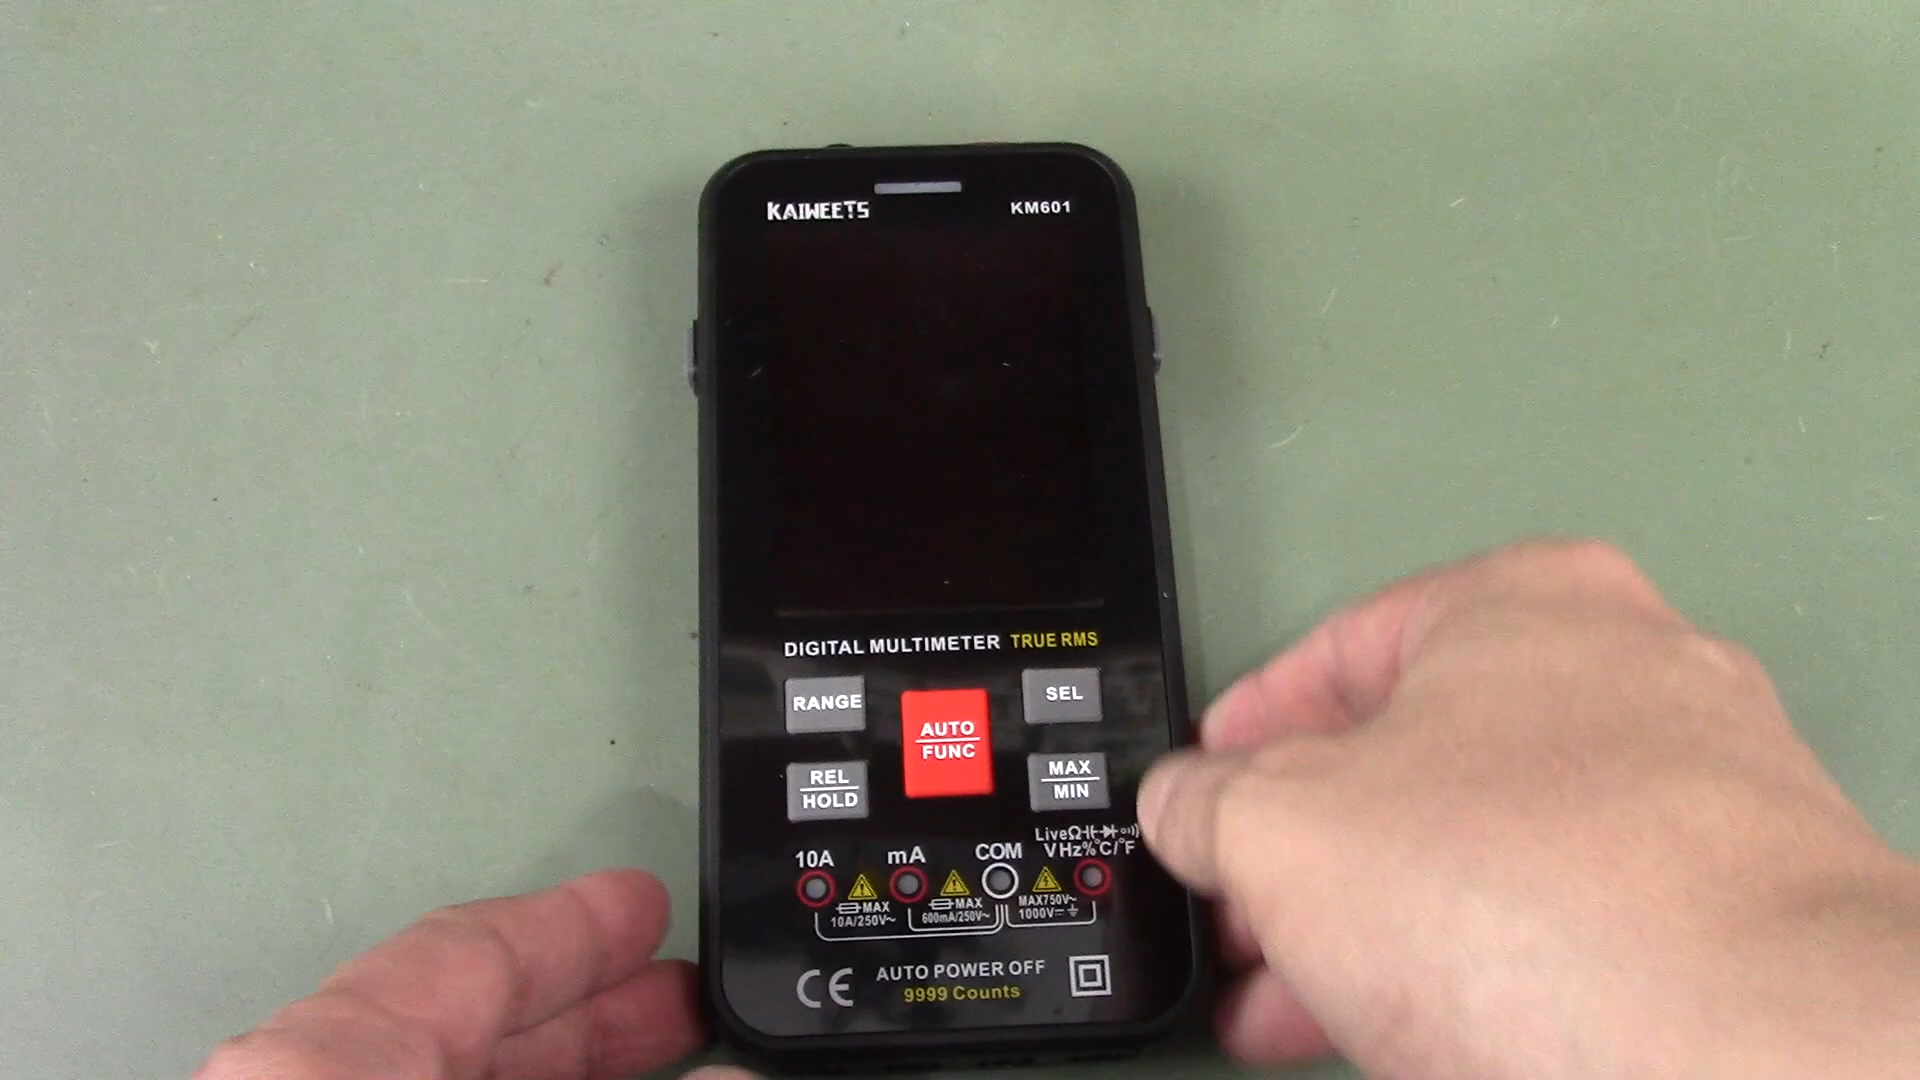 KAIWEETS KM601
DIGITAL MULTIMETER TRUE RMS
RANGE
AUTO
FUNC
SEL
REL
HOLD
MAX
MIN
10A
mA
COM
LiveΩ
VHz%°C/°F
MAX
10A/250V~
MAX
600mA/250V~
MAX750V~
1000V⎓
CE
AUTO POWER OFF
9999 Counts